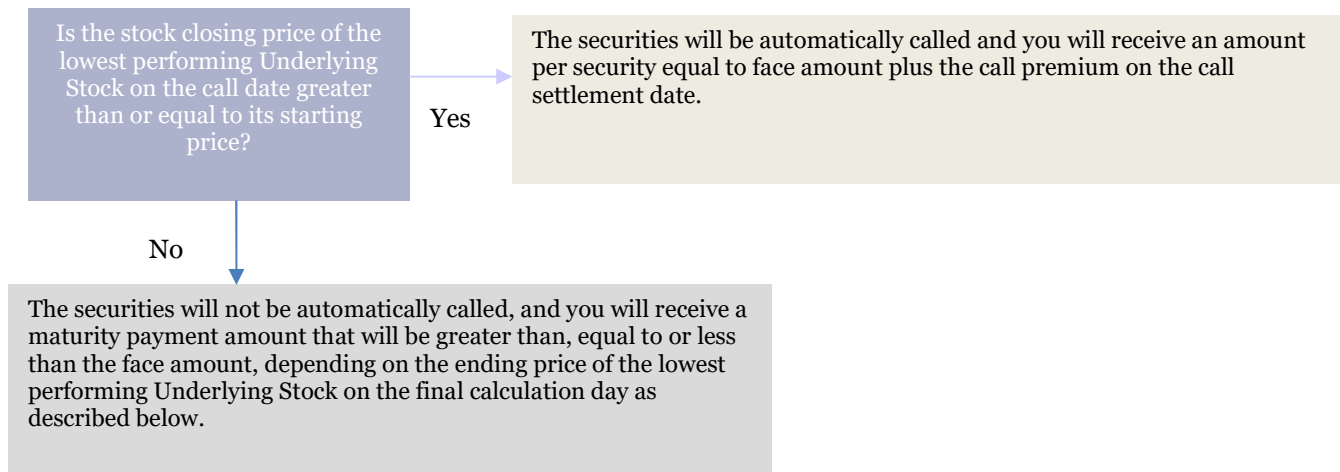 Is the stock closing price of the
lowest performing Underlying
Stock on the call date greater
than or equal to its starting
price?
Yes
The securities will be automatically called and you will receive an amount
per security equal to face amount plus the call premium on the call
settlement date.
No
The securities will not be automatically called, and you will receive a
maturity payment amount that will be greater than, equal to or less
than the face amount, depending on the ending price of the lowest
performing Underlying Stock on the final calculation day as
described below.